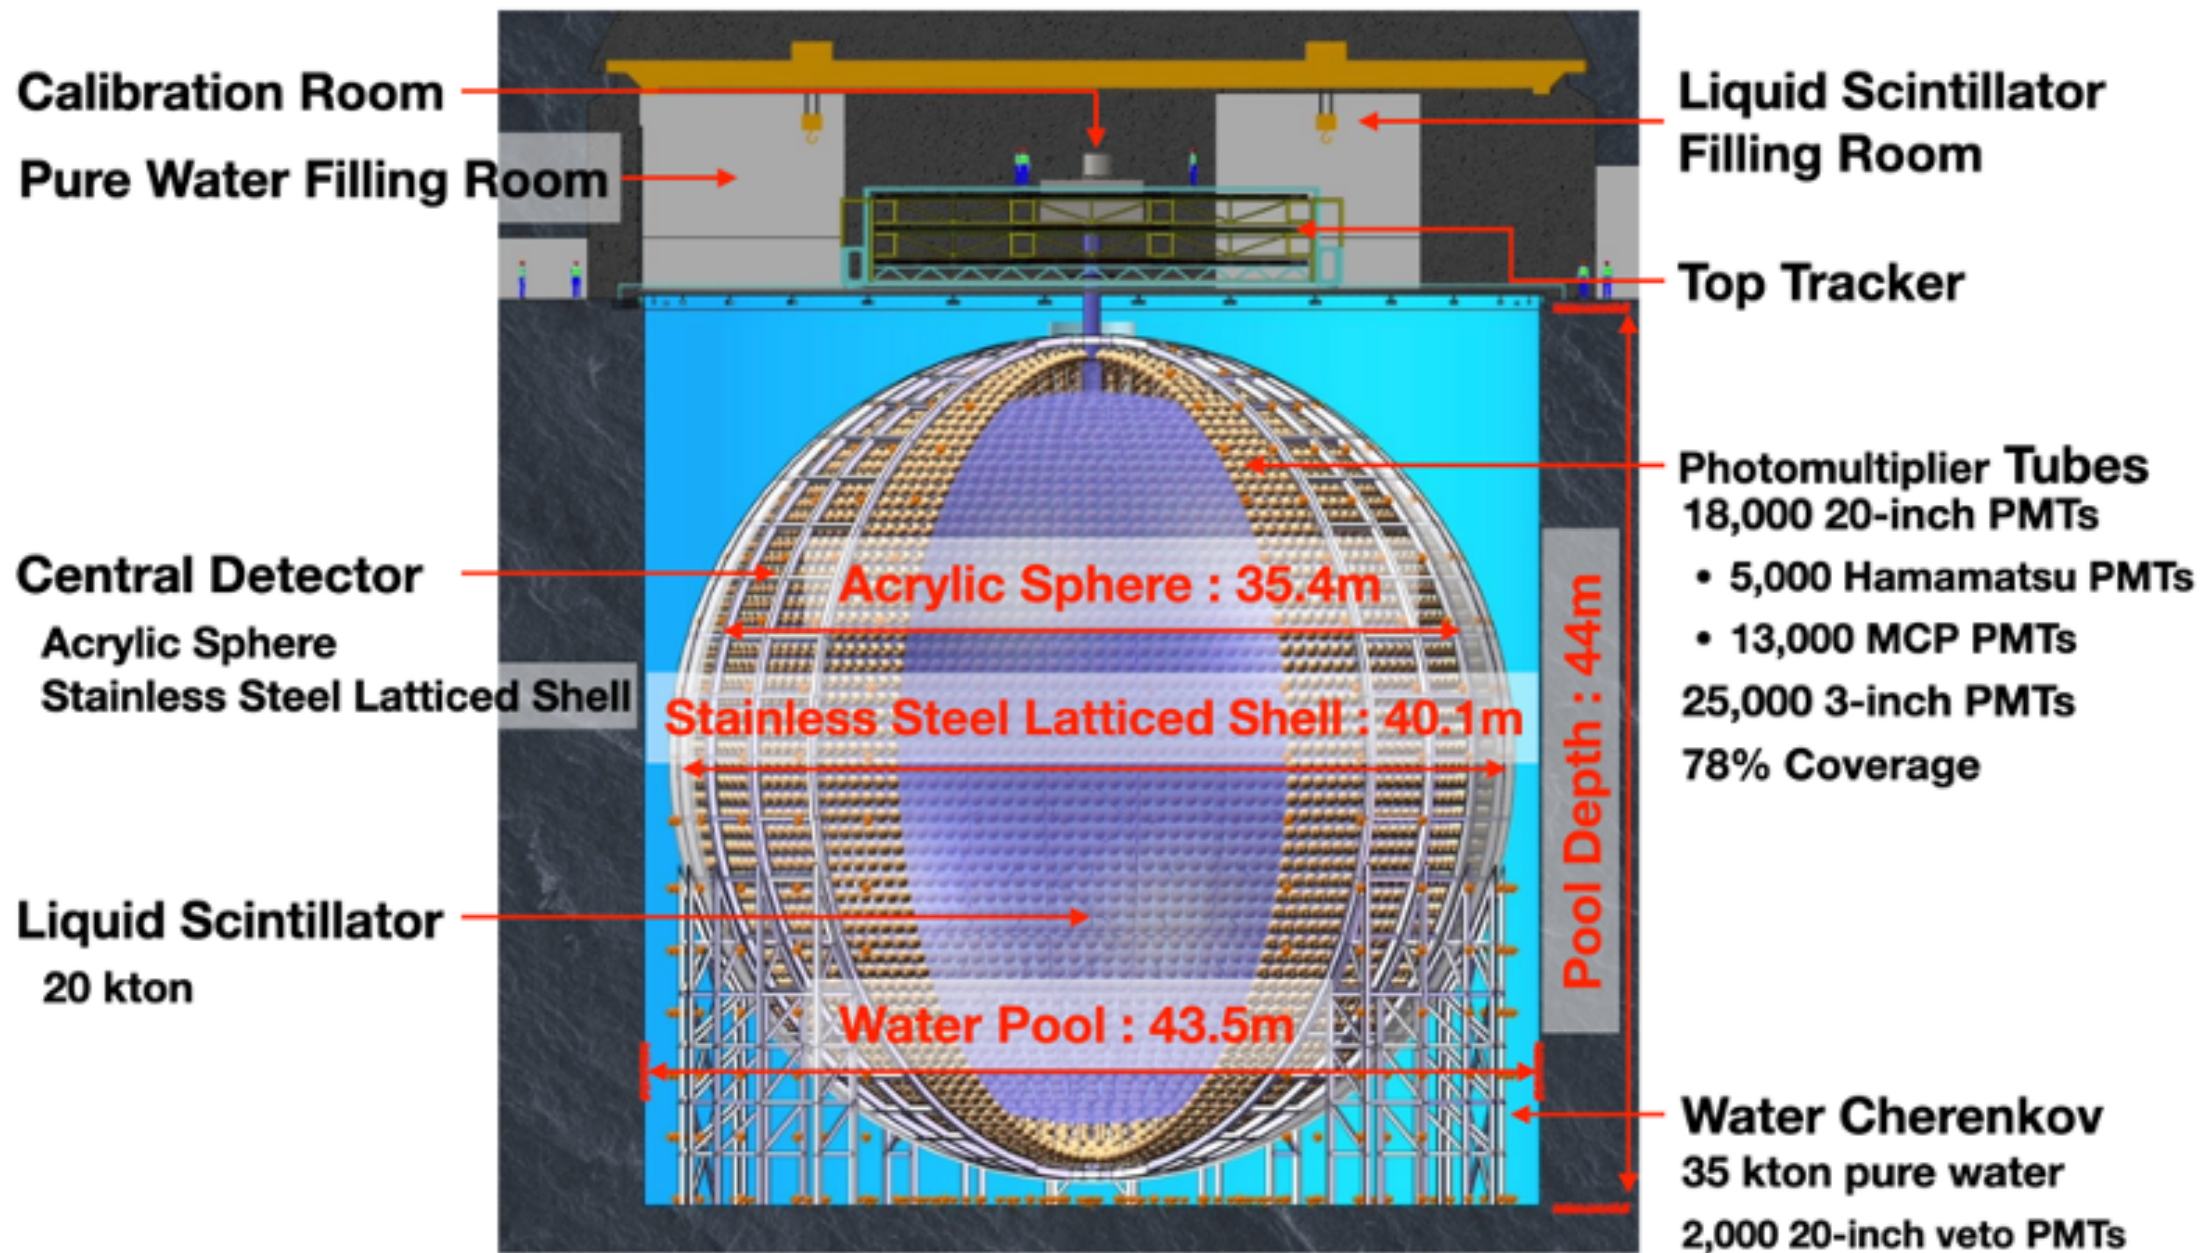 Calibration Room
Pure Water Filling Room
Central Detector
Acrylic Sphere
Stainless Steel Latticed Shell
Liquid Scintillator
20 kton
Acrylic Sphere : 35.4m
Stainless Steel Latticed Shell : 40.1m
Water Pool : 43.5m
Pool Depth : 44m
Liquid Scintillator
Filling Room
Top Tracker
Photomultiplier Tubes
18,000 20-inch PMTs
• 5,000 Hamamatsu PMTs
• 13,000 MCP PMTs
25,000 3-inch PMTs
78% Coverage
Water Cherenkov
35 kton pure water
2,000 20-inch veto PMTs